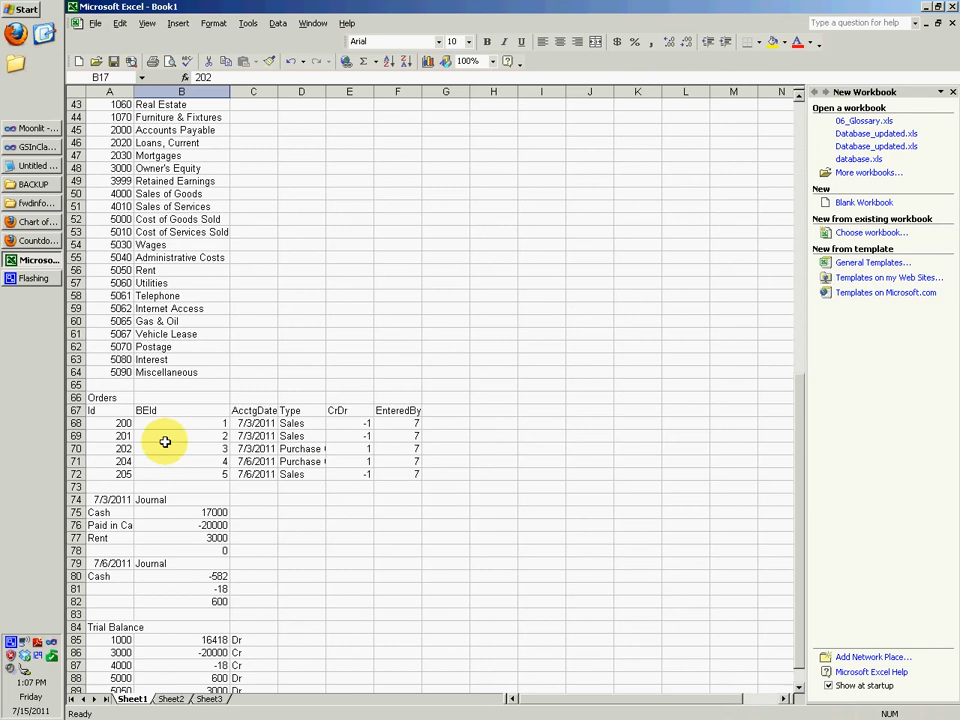 Start
Microsoft Excel - Book1
File Edit View Insert Format Tools Data Window Help
Type a question for help
Arial 10 B I U $ % ,
Σ 100%
B17 fx 202
A B C D E F G H I J K L M N
43 1060 Real Estate
44 1070 Furniture & Fixtures
45 2000 Accounts Payable
46 2020 Loans, Current
47 2030 Mortgages
48 3000 Owner's Equity
49 3999 Retained Earnings
50 4000 Sales of Goods
51 4010 Sales of Services
52 5000 Cost of Goods Sold
53 5010 Cost of Services Sold
54 5030 Wages
55 5040 Administrative Costs
56 5050 Rent
57 5060 Utilities
58 5061 Telephone
59 5062 Internet Access
60 5065 Gas & Oil
61 5067 Vehicle Lease
62 5070 Postage
63 5080 Interest
64 5090 Miscellaneous
65
66 Orders
67 Id BEId AcctgDate Type CrDr EnteredBy
68 200 1 7/3/2011 Sales -1 7
69 201 2 7/3/2011 Sales -1 7
70 202 3 7/3/2011 Purchase 1 7
71 204 4 7/6/2011 Purchase 1 7
72 205 5 7/6/2011 Sales -1 7
73
74 7/3/2011 Journal
75 Cash 17000
76 Paid in Ca -20000
77 Rent 3000
78 0
79 7/6/2011 Journal
80 Cash -582
81 -18
82 600
83
84 Trial Balance
85 1000 16418 Dr
86 3000 -20000 Cr
87 4000 -18 Cr
88 5000 600 Dr
89 5050 3000 Dr
Sheet1 Sheet2 Sheet3
Ready
NUM
New Workbook
Open a workbook
06_Glossary.xls
Database_updated.xls
Database_updated.xls
database.xls
More workbooks...
New
Blank Workbook
New from existing workbook
Choose workbook...
New from template
General Templates...
Templates on my Web Sites...
Templates on Microsoft.com
Add Network Place...
Microsoft Excel Help
Show at startup
Moonlit -...
GSInCla...
Untitled ...
BACKUP
fwdinfo...
Chart of...
Countdo...
Microso...
Flashing
1:07 PM
Friday
7/15/2011